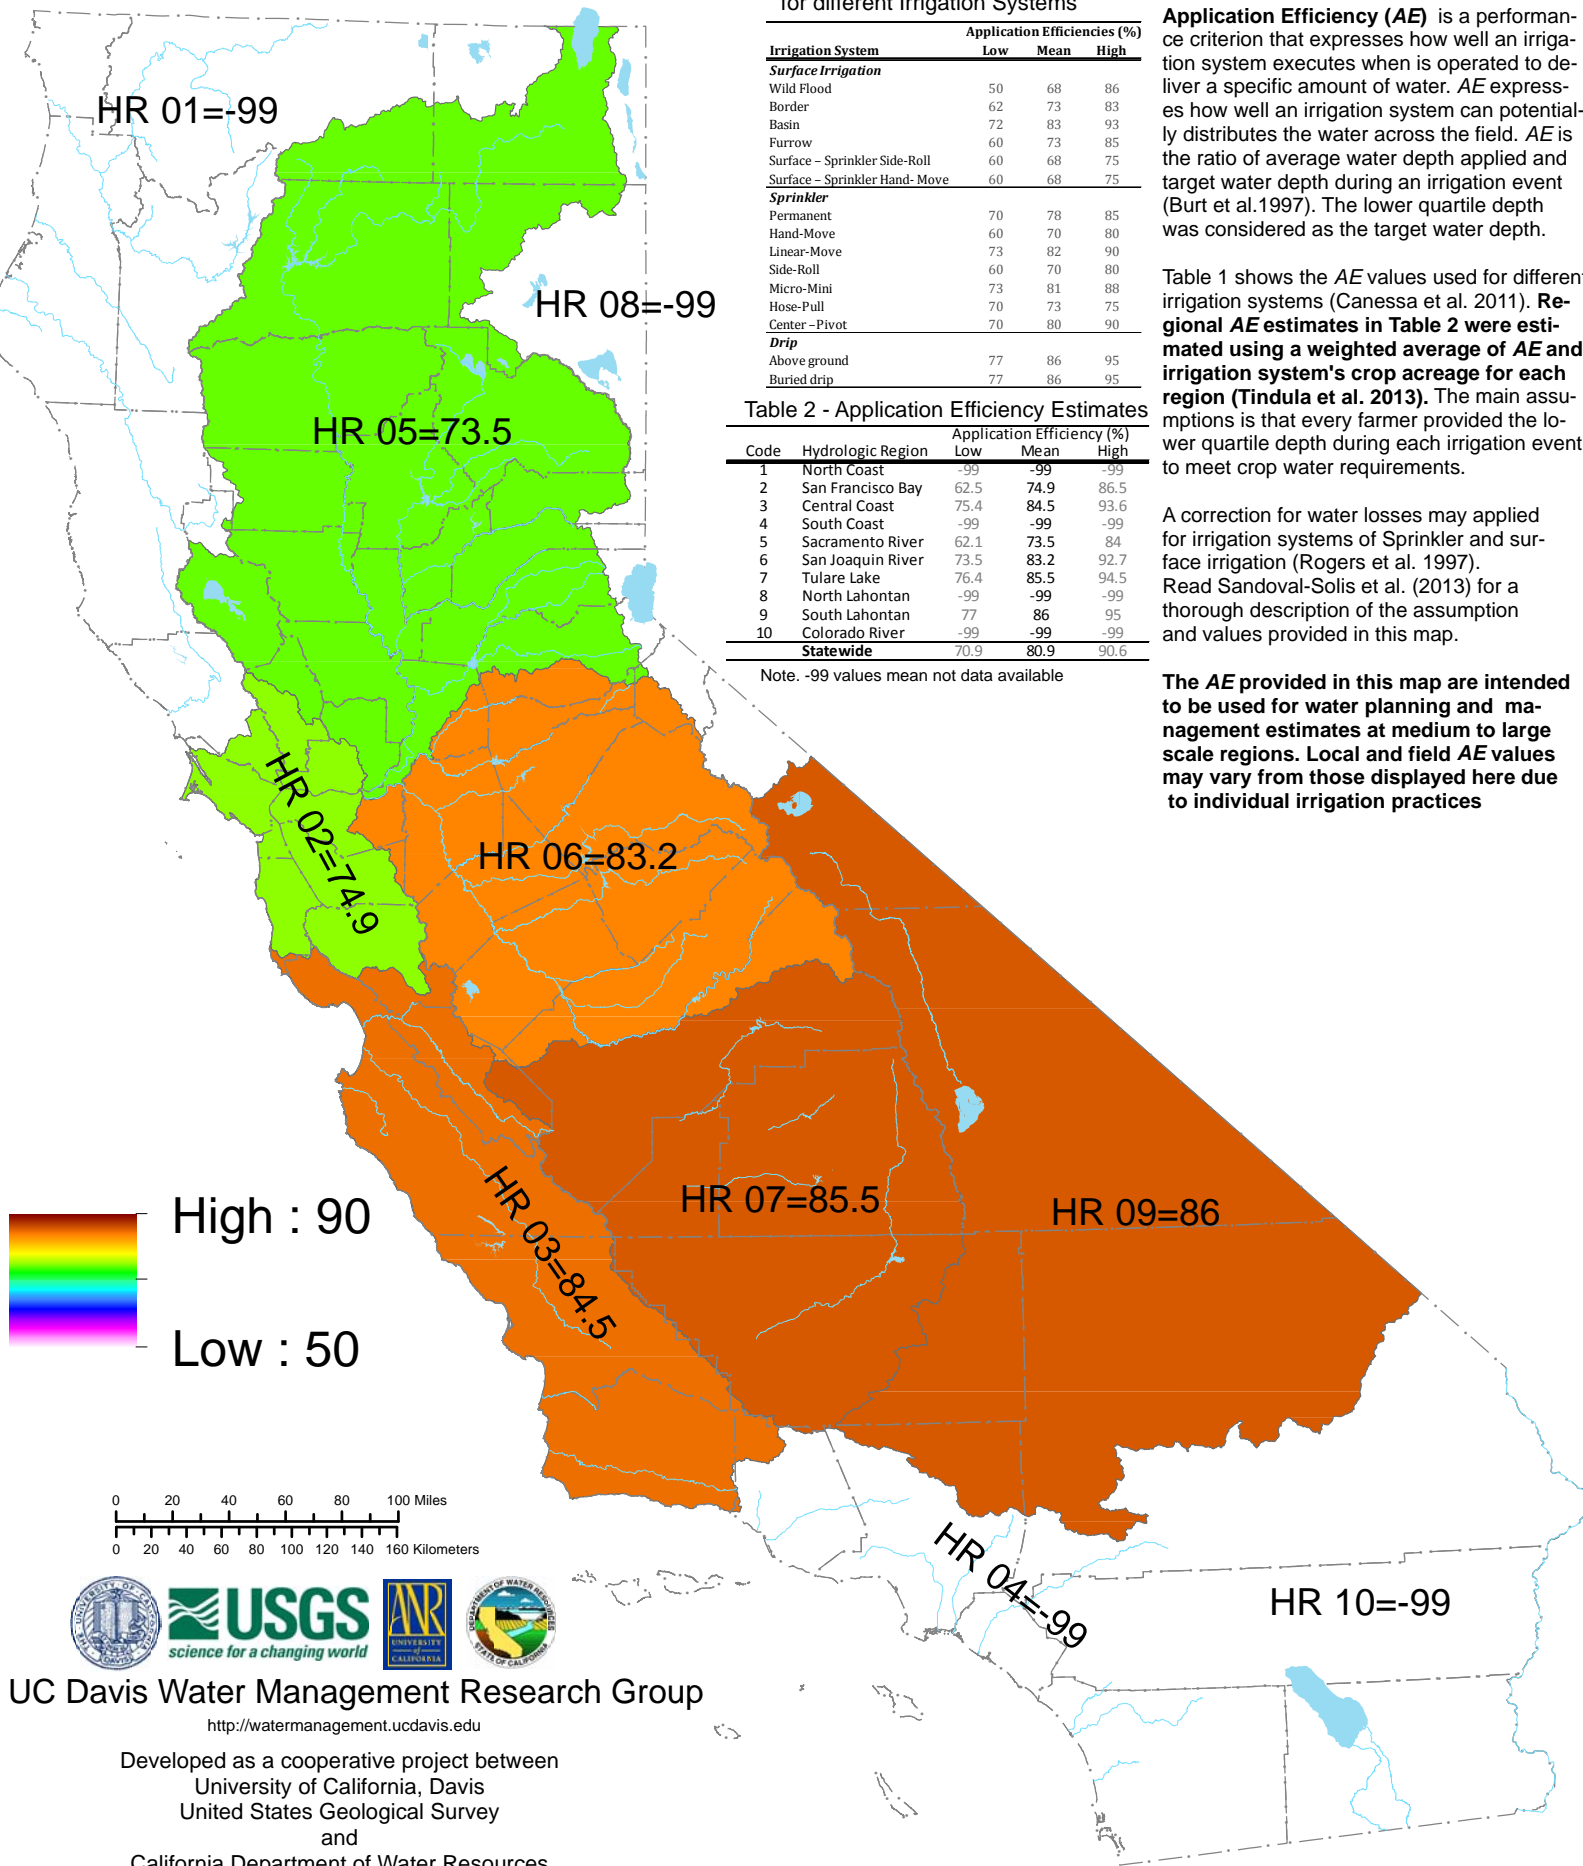 for different Irrigation Systems
Application Efficiencies (%)
Irrigation System Low Mean High
Surface Irrigation
Wild Flood 50 68 86
Border 62 73 83
Basin 72 83 93
Furrow 60 73 85
Surface – Sprinkler Side-Roll 60 68 75
Surface – Sprinkler Hand- Move 60 68 75
Sprinkler
Permanent 70 78 85
Hand-Move 60 70 80
Linear-Move 73 82 90
Side-Roll 60 70 80
Micro-Mini 73 81 88
Hose-Pull 70 73 75
Center –Pivot 70 80 90
Drip
Above ground 77 86 95
Buried drip 77 86 95
Table 2 - Application Efficiency Estimates
Application Efficiency (%)
Code Hydrologic Region Low Mean High
1 North Coast -99 -99 -99
2 San Francisco Bay 62.5 74.9 86.5
3 Central Coast 75.4 84.5 93.6
4 South Coast -99 -99 -99
5 Sacramento River 62.1 73.5 84
6 San Joaquin River 73.5 83.2 92.7
7 Tulare Lake 76.4 85.5 94.5
8 North Lahontan -99 -99 -99
9 South Lahontan 77 86 95
10 Colorado River -99 -99 -99
Statewide 70.9 80.9 90.6
Note. -99 values mean not data available
Application Efficiency (AE) is a performan-
ce criterion that expresses how well an irriga-
tion system executes when is operated to de-
liver a specific amount of water. AE express-
es how well an irrigation system can potential-
ly distributes the water across the field. AE is
the ratio of average water depth applied and
target water depth during an irrigation event
(Burt et al.1997). The lower quartile depth
was considered as the target water depth.
Table 1 shows the AE values used for different
irrigation systems (Canessa et al. 2011). Re-
gional AE estimates in Table 2 were esti-
mated using a weighted average of AE and
irrigation system's crop acreage for each
region (Tindula et al. 2013). The main assu-
mptions is that every farmer provided the lo-
wer quartile depth during each irrigation event
to meet crop water requirements.
A correction for water losses may applied
for irrigation systems of Sprinkler and sur-
face irrigation (Rogers et al. 1997).
Read Sandoval-Solis et al. (2013) for a
thorough description of the assumption
and values provided in this map.
The AE provided in this map are intended
to be used for water planning and ma-
nagement estimates at medium to large
scale regions. Local and field AE values
may vary from those displayed here due
to individual irrigation practices
HR 01=-99
HR 08=-99
HR 05=73.5
HR 02=74.9
HR 06=83.2
HR 03=84.5
HR 07=85.5
HR 09=86
HR 04=-99
HR 10=-99
High : 90
Low : 50
0 20 40 60 80 100 Miles
0 20 40 60 80 100 120 140 160 Kilometers
THE UNIVERSITY OF CALIFORNIA
DAVIS
USGS
science for a changing world
ANR
UNIVERSITY
of
CALIFORNIA
DEPARTMENT OF WATER RESOURCES
STATE OF CALIFORNIA
UC Davis Water Management Research Group
http://watermanagement.ucdavis.edu
Developed as a cooperative project between
University of California, Davis
United States Geological Survey
and
California Department of Water Resources